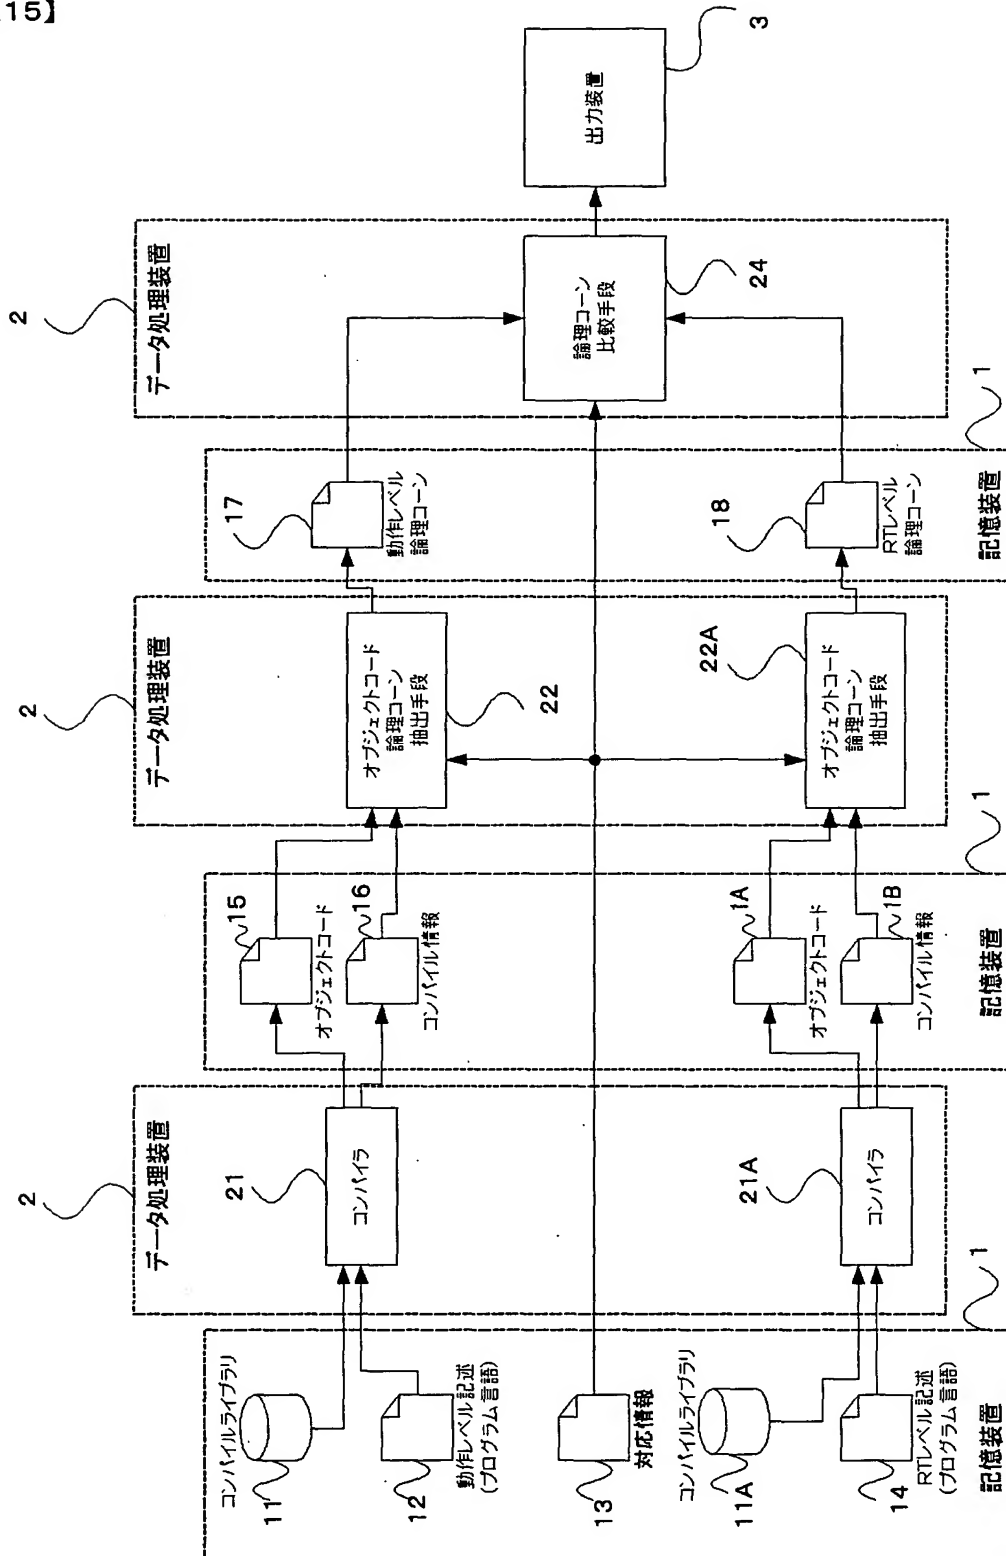 15】
コンパイルライブラリ
11
12
動作レベル記述
(プログラム言語)
13
対応情報
コンパイルライブラリ
11A
14
RTレベル記述
(プログラム言語)
記憶装置
1
2
データ処理装置
21
コンパイラ
21A
コンパイラ
15
オブジェクトコード
16
コンパイル情報
1A
オブジェクトコード
1B
コンパイル情報
記憶装置
1
2
データ処理装置
オブジェクトコード
論理コーン
抽出手段
22
22A
オブジェクトコード
論理コーン
抽出手段
17
動作レベル
論理コーン
18
RTレベル
論理コーン
記憶装置
1
2
データ処理装置
論理コーン
比較手段
24
出力装置
3